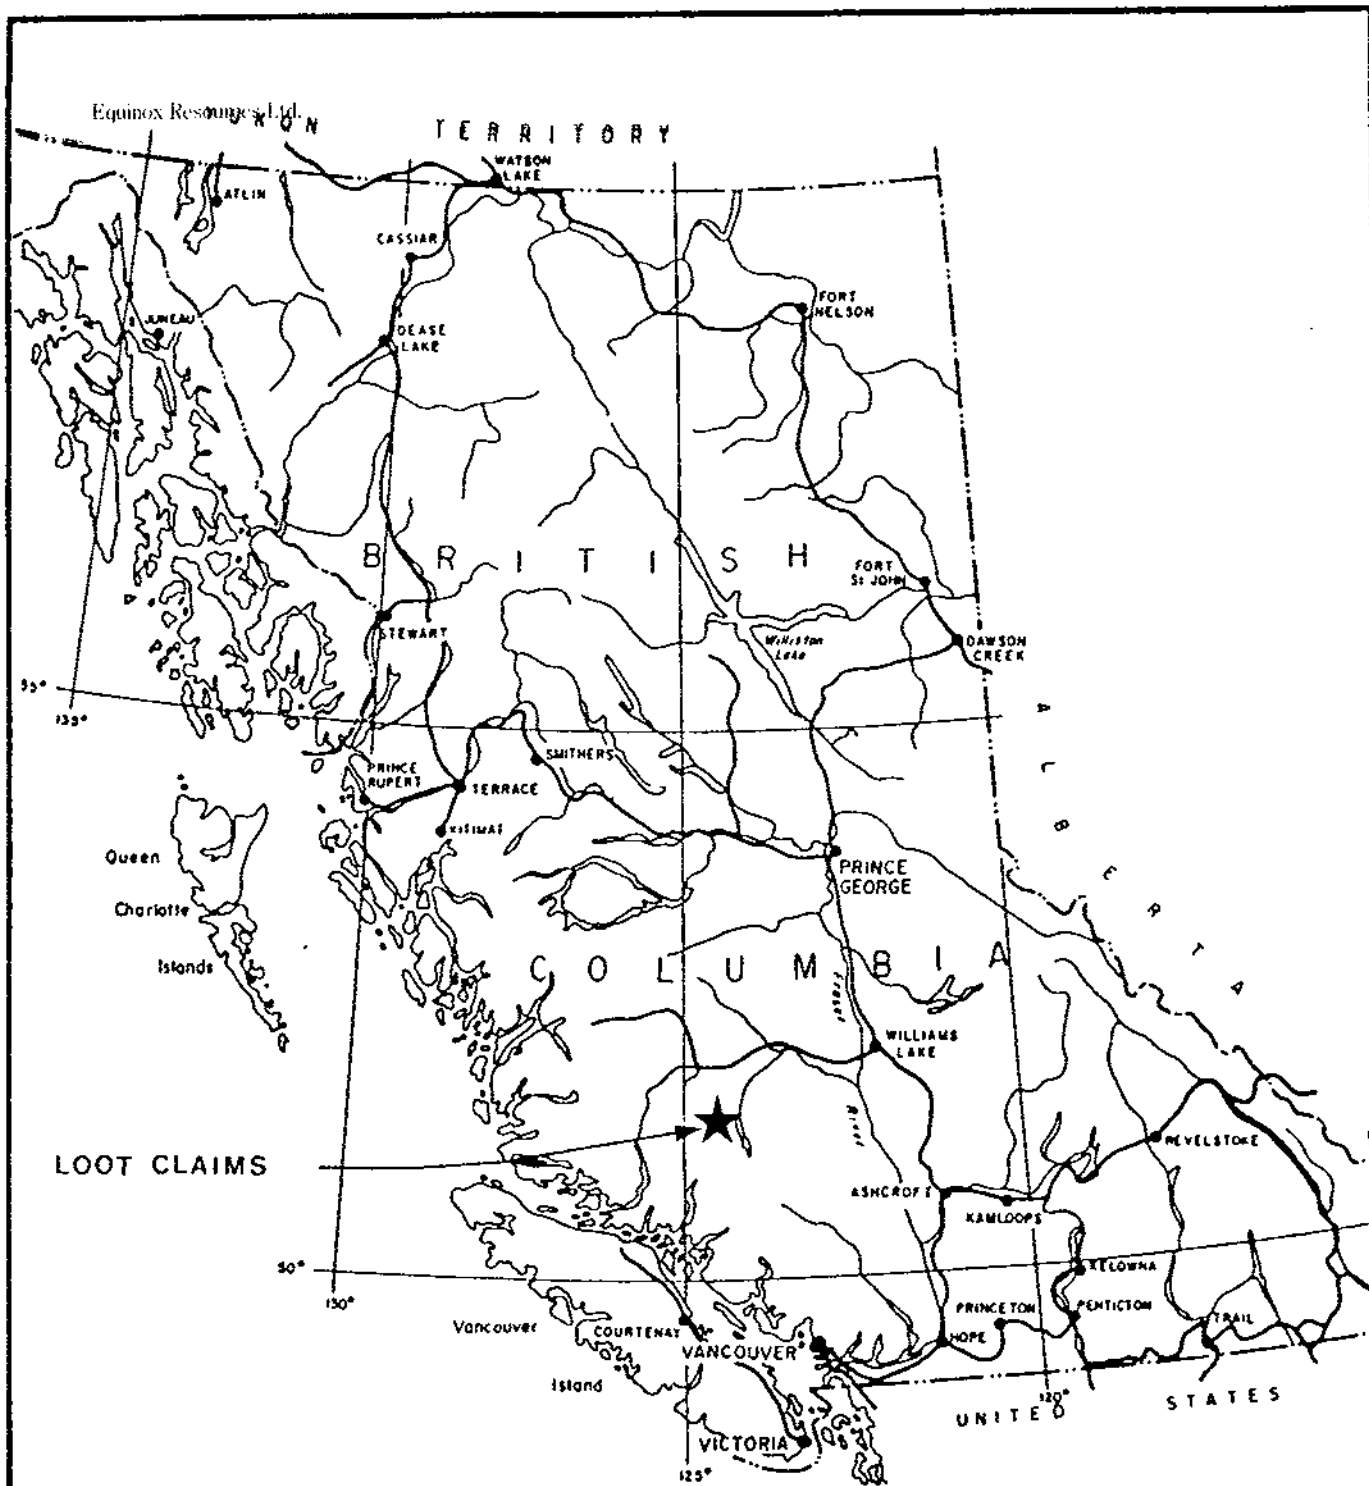 Equinox Resources Ltd.
YUKON
TERRITORY
WATSON
LAKE
ATLIN
CASSIAR
FORT
NELSON
JUNEAU
DEASE
LAKE
BRITISH
FORT
St JOHN
STEWART
Williston
Lake
DAWSON
CREEK
55°
135°
ALBERTA
SMITHERS
PRINCE
RUPERT
TERRACE
KITIMAT
PRINCE
GEORGE
Queen
Charlotte
Islands
COLUMBIA
Fraser
River
WILLIAMS
LAKE
LOOT CLAIMS
REVELSTOKE
ASHCROFT
KAMLOOPS
50°
130°
KELOWNA
PRINCETON
PENTICTON
Vancouver
Island
COURTENAY
VANCOUVER
HOPE
TRAIL
120°
UNITED STATES
VICTORIA
125°